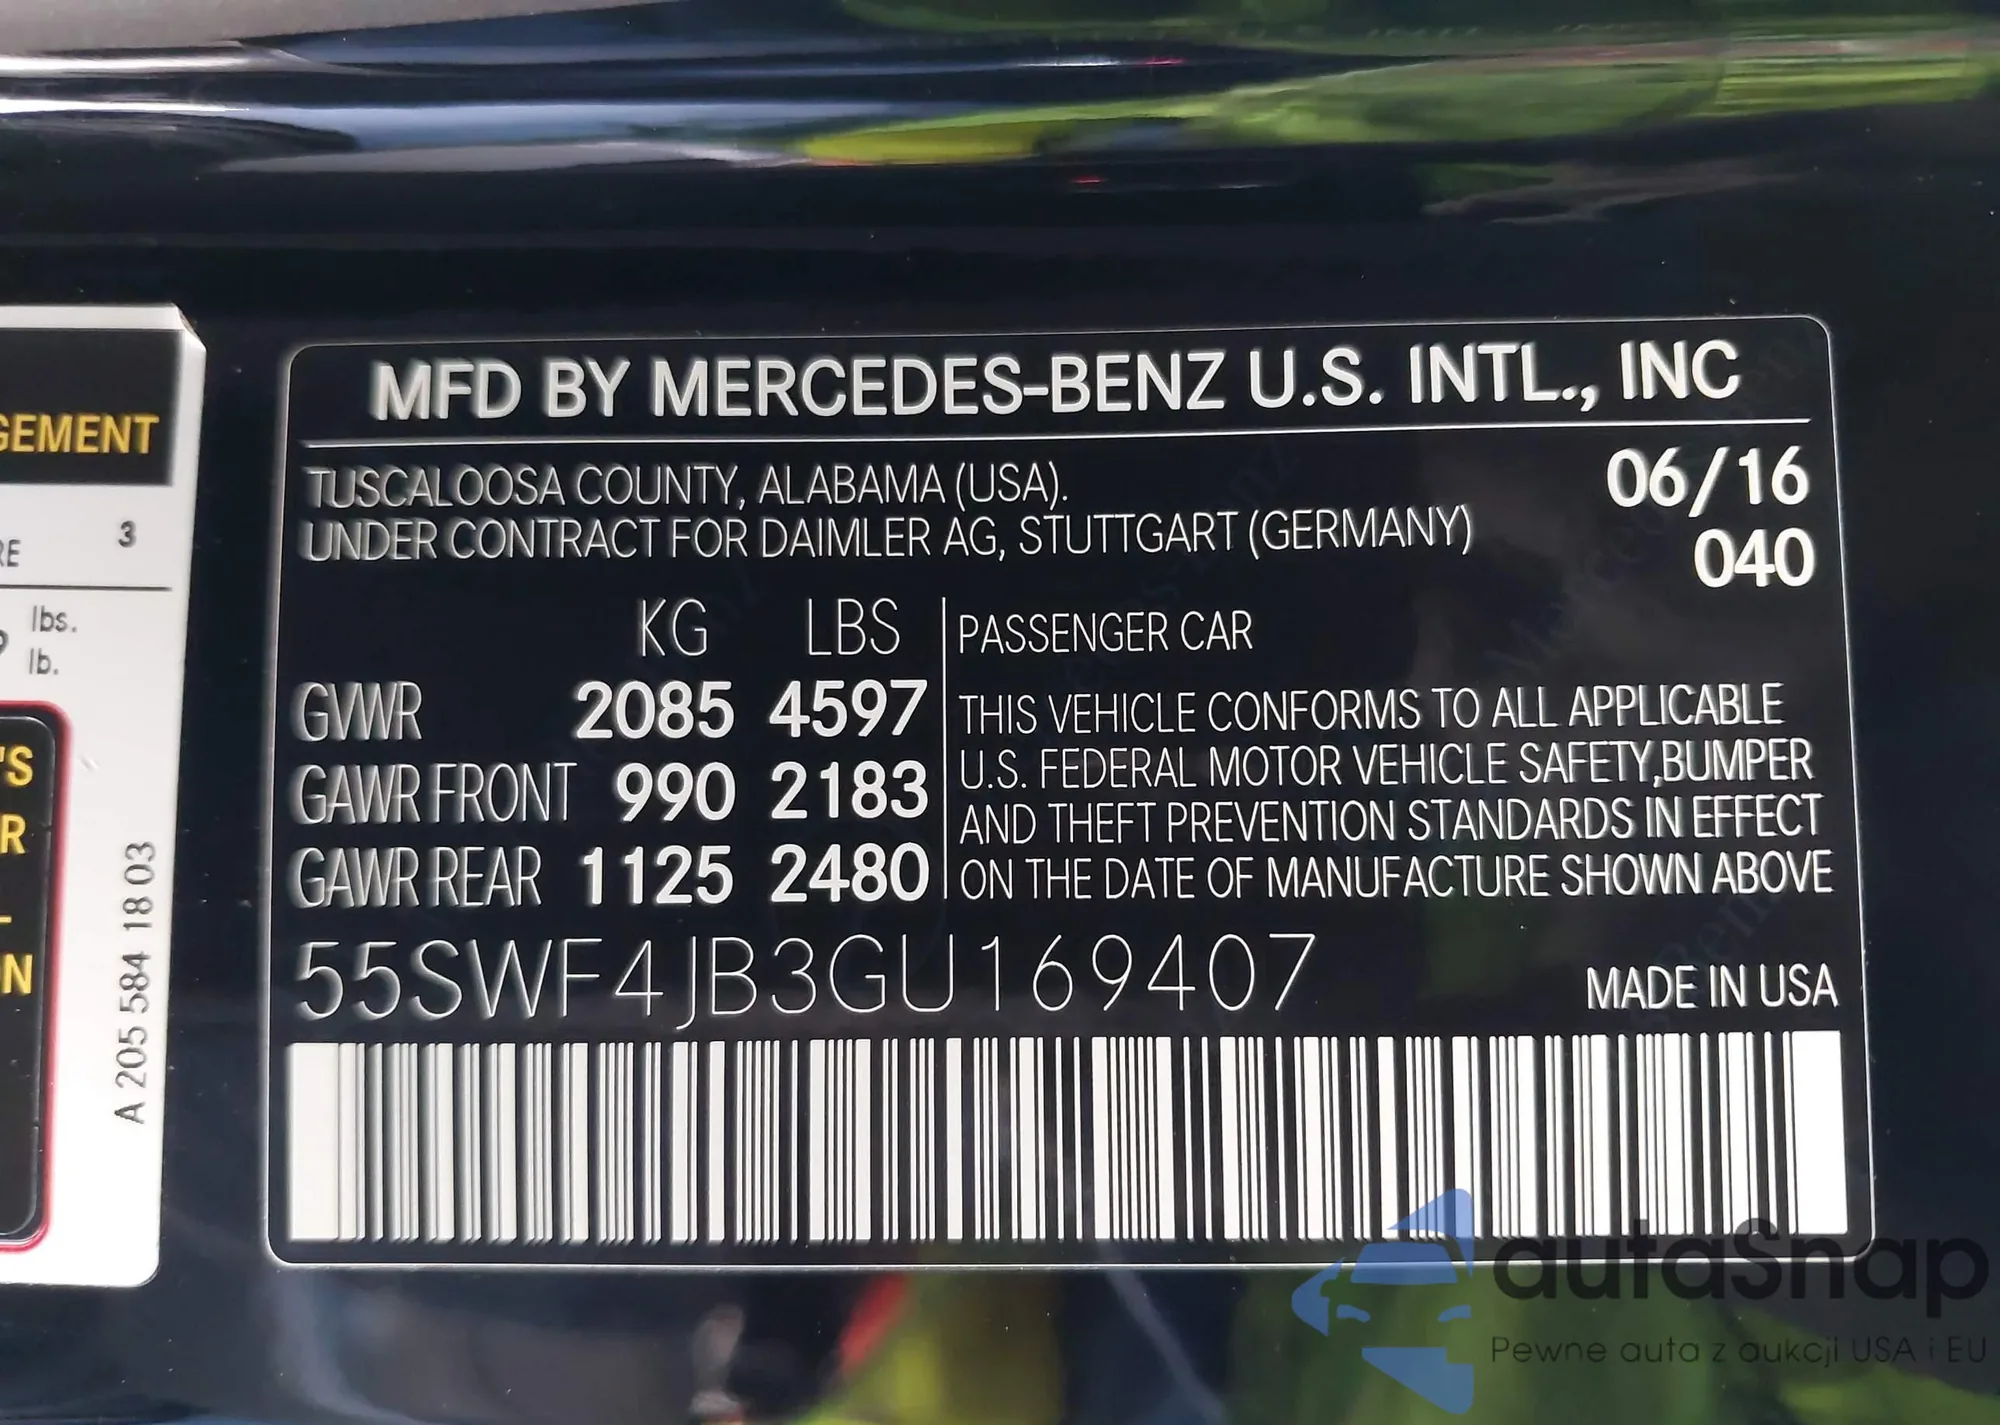 GEMENT
3
RE
lbs.
lb.
'S
R
ON
A 205 584 18 03
MFD BY MERCEDES-BENZ U.S. INTL., INC
TUSCALOOSA COUNTY, ALABAMA (USA). 06/16
UNDER CONTRACT FOR DAIMLER AG, STUTTGART (GERMANY) 040
KG LBS
GVWR 2085 4597
GAWR FRONT 990 2183
GAWR REAR 1125 2480
PASSENGER CAR
THIS VEHICLE CONFORMS TO ALL APPLICABLE
U.S. FEDERAL MOTOR VEHICLE SAFETY,BUMPER
AND THEFT PREVENTION STANDARDS IN EFFECT
ON THE DATE OF MANUFACTURE SHOWN ABOVE
55SWF4JB3GU169407
MADE IN USA
autaSnap
Pewne auta z aukcji USA i EU